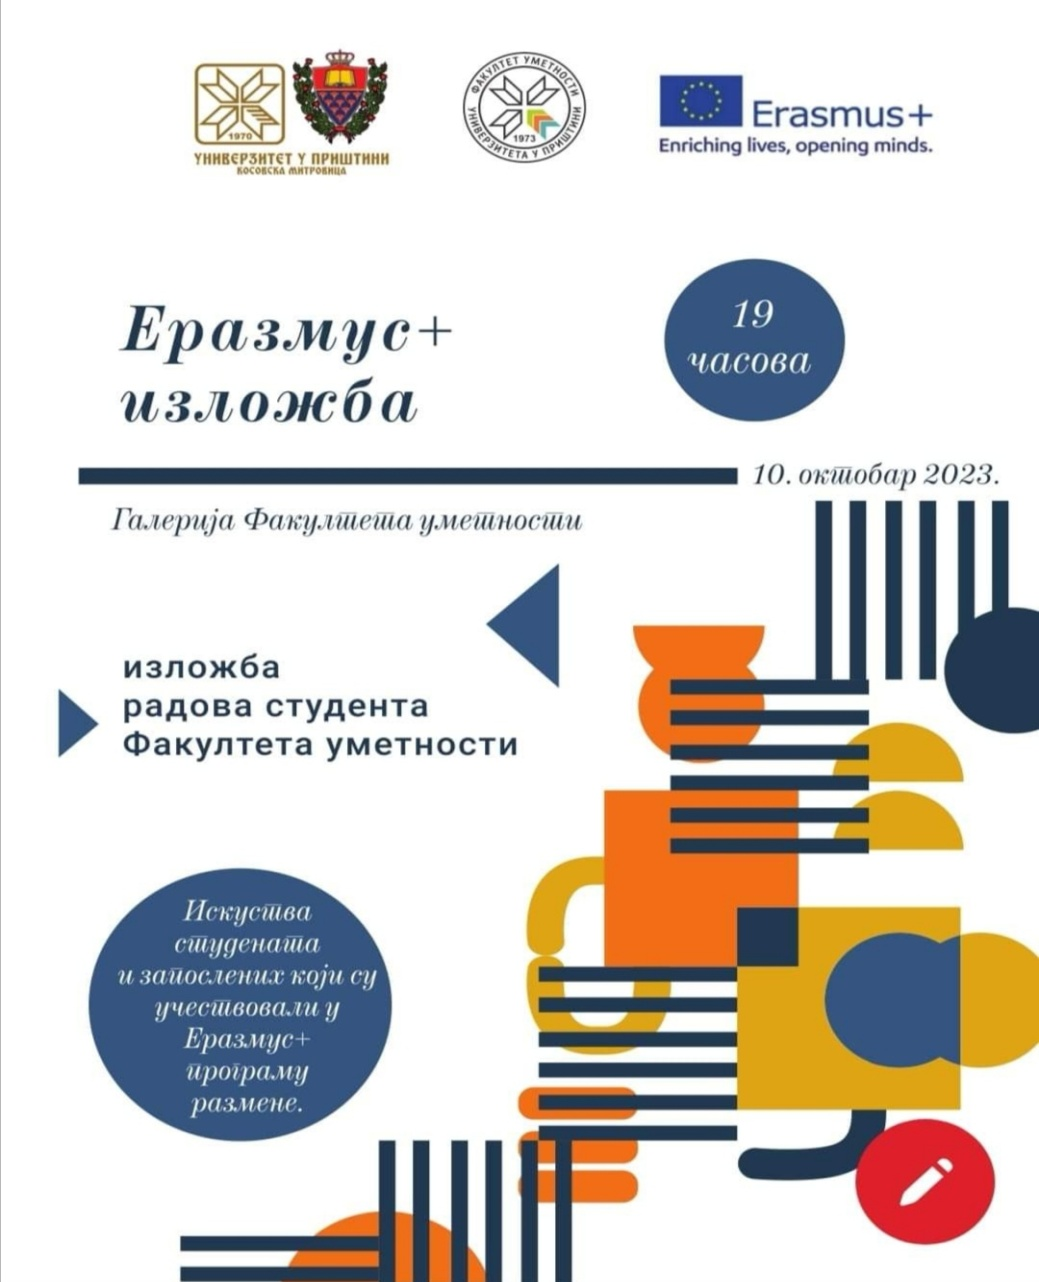 1970
УНИВЕРЗИТЕТ У ПРИШТИНИ
КОСОВСКА МИТРОВИЦА
ФАКУЛТЕТ УМЕТНОСТИ
УНИВЕРЗИТЕТА У ПРИШТИНИ
1973
Erasmus+
Enriching lives, opening minds.
Еразмус+
изложба
19
часова
10. октобар 2023.
Галерија Факултета уметности
изложба
радова студента
Факултета уметности
Искуства
студената
и запослених који су
учествовали у
Еразмус+
програму
размене.